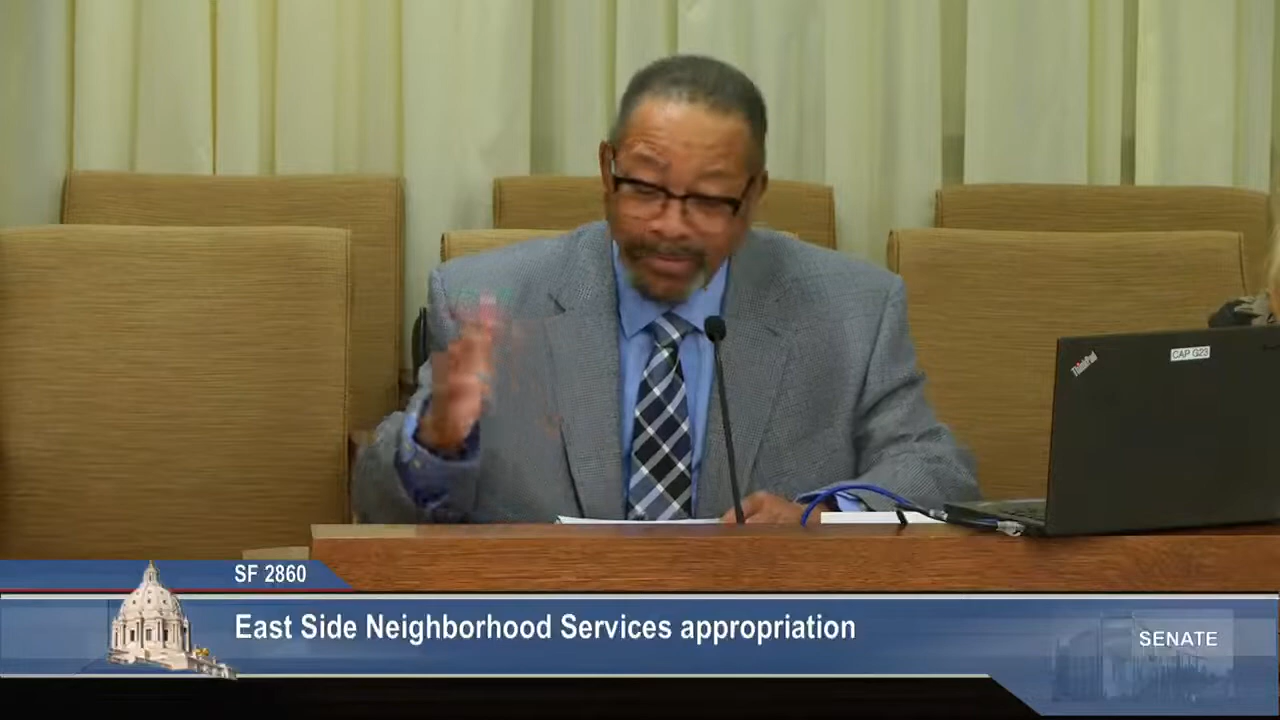 ThinkPad
CAP G23
SF 2860
East Side Neighborhood Services appropriation
SENATE